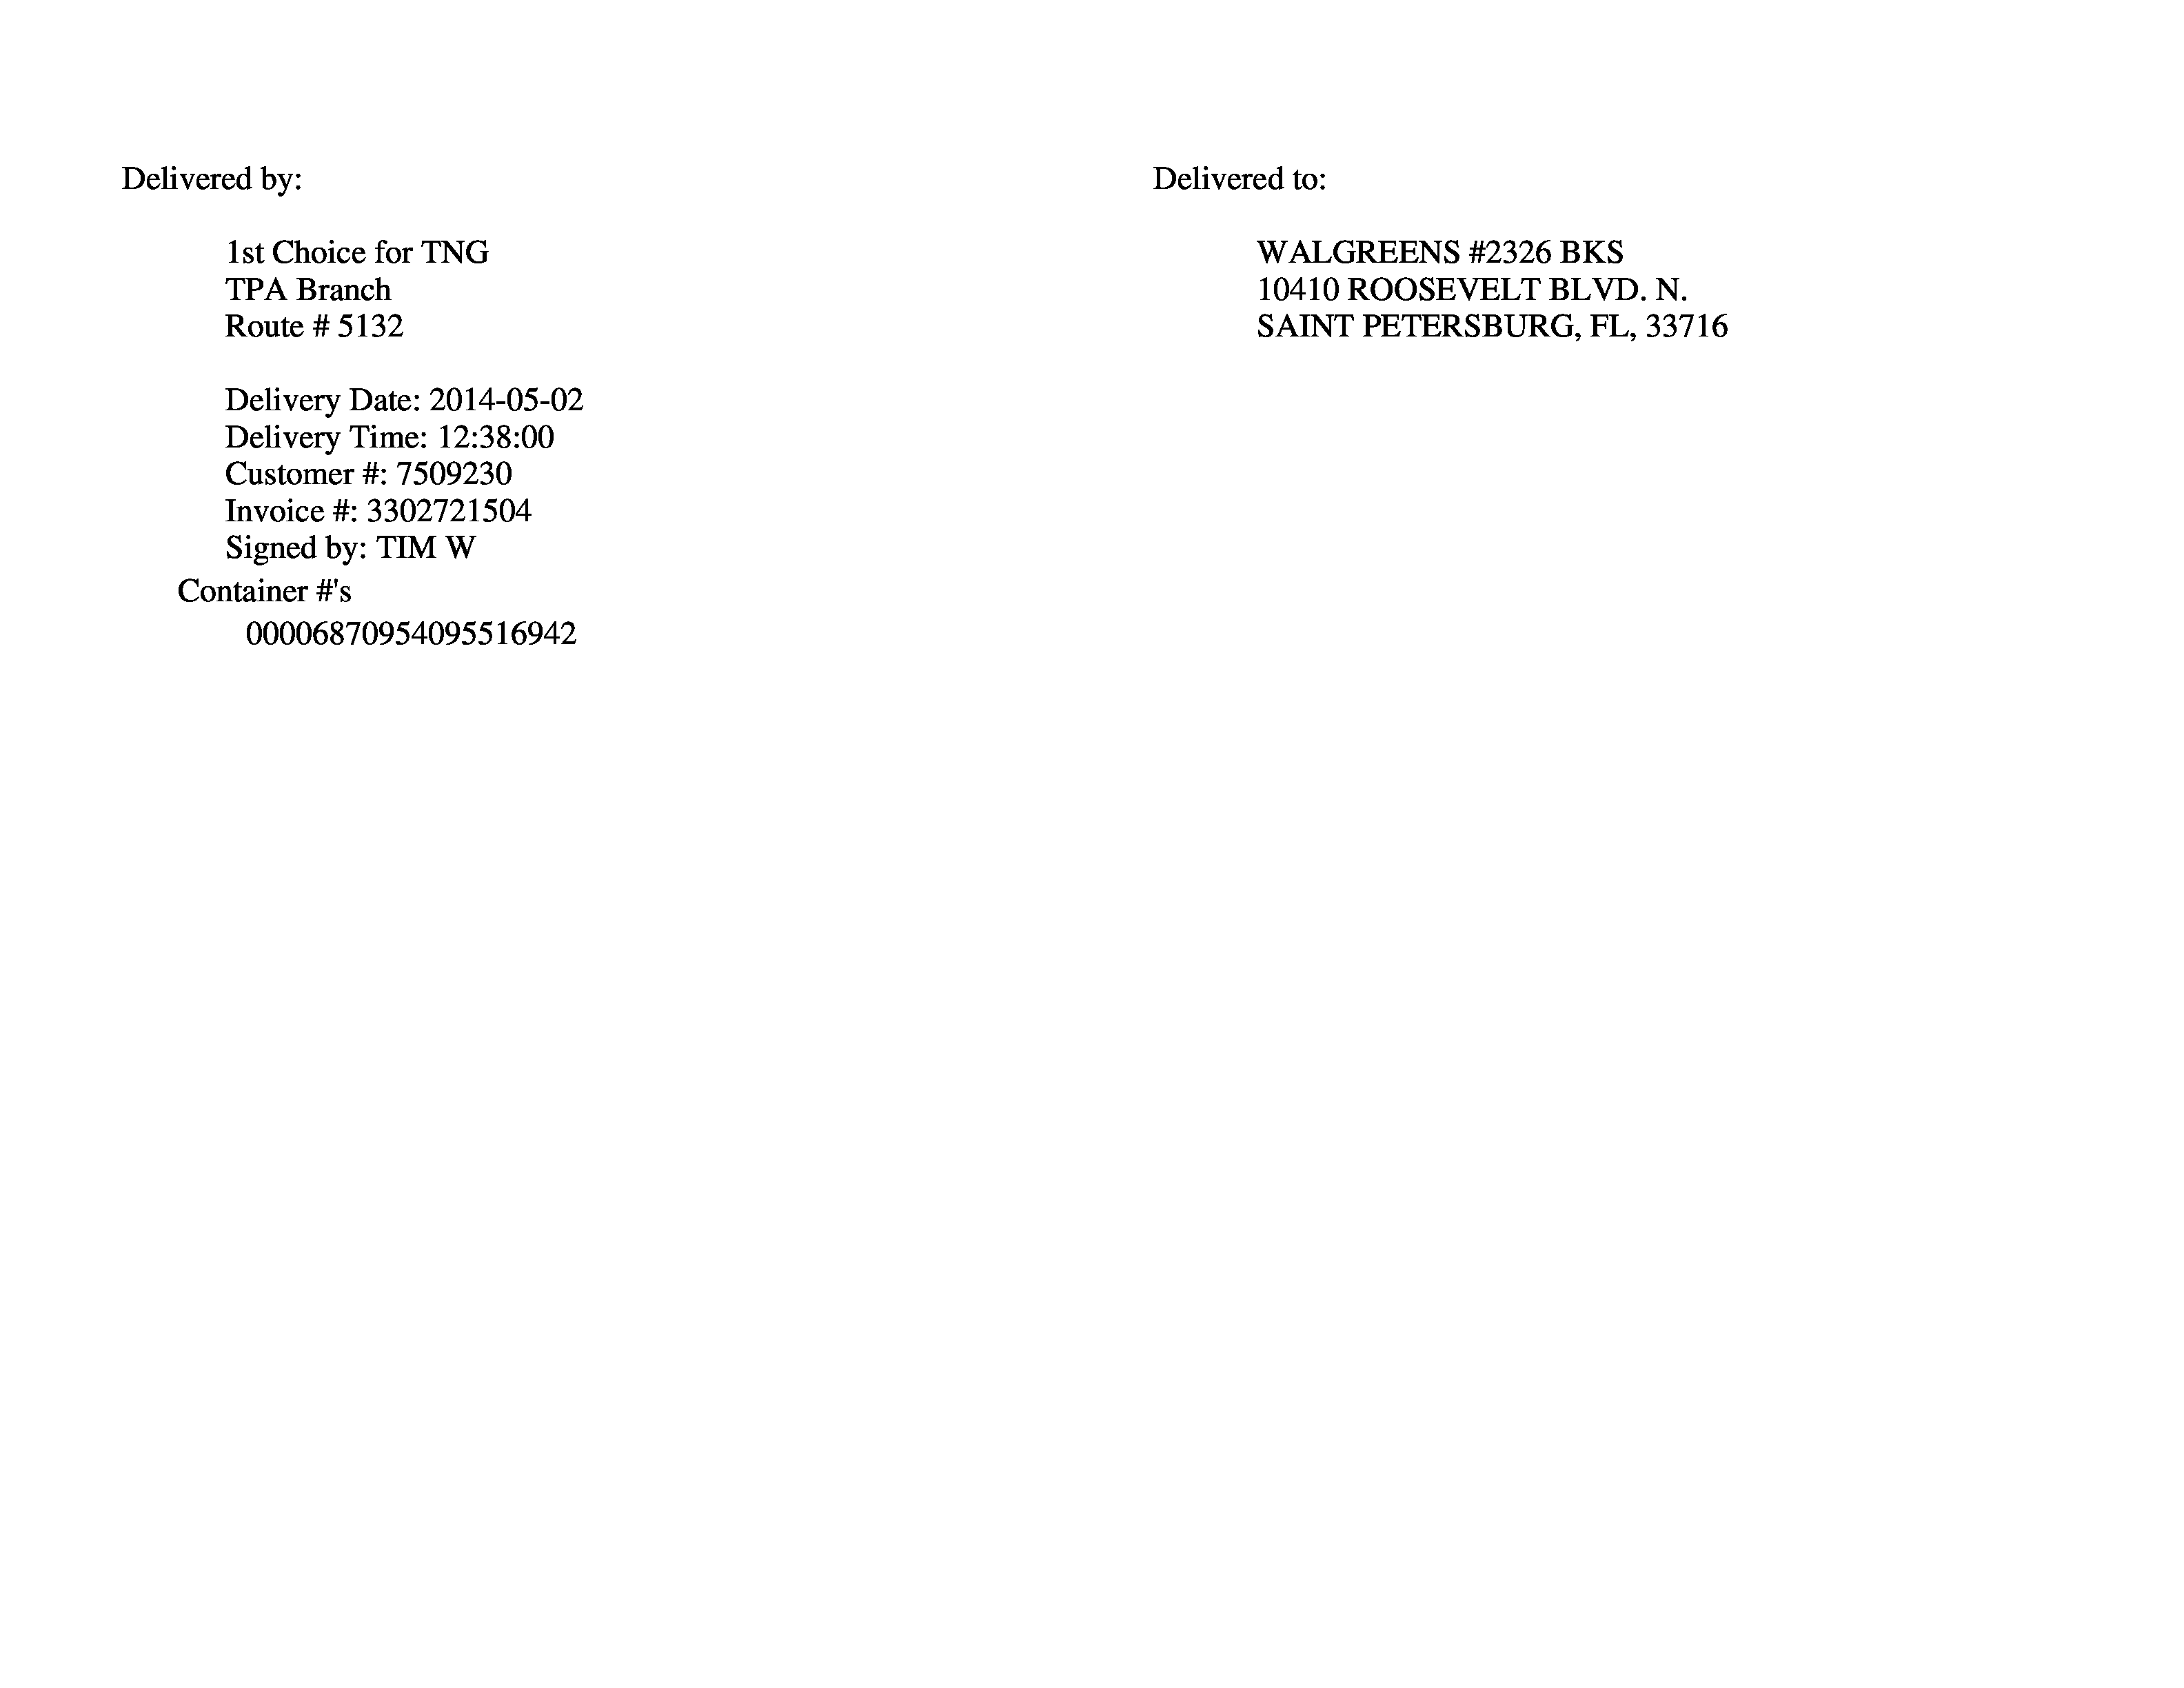 Delivered by:
1st Choice for TNG
TPA Branch
Route # 5132
Delivery Date: 2014-05-02
Delivery Time: 12:38:00
Customer #: 7509230
Invoice #: 3302721504
Signed by: TIM W
Container #'s
00006870954095516942
Delivered to:
WALGREENS #2326 BKS
10410 ROOSEVELT BLVD. N.
SAINT PETERSBURG, FL, 33716